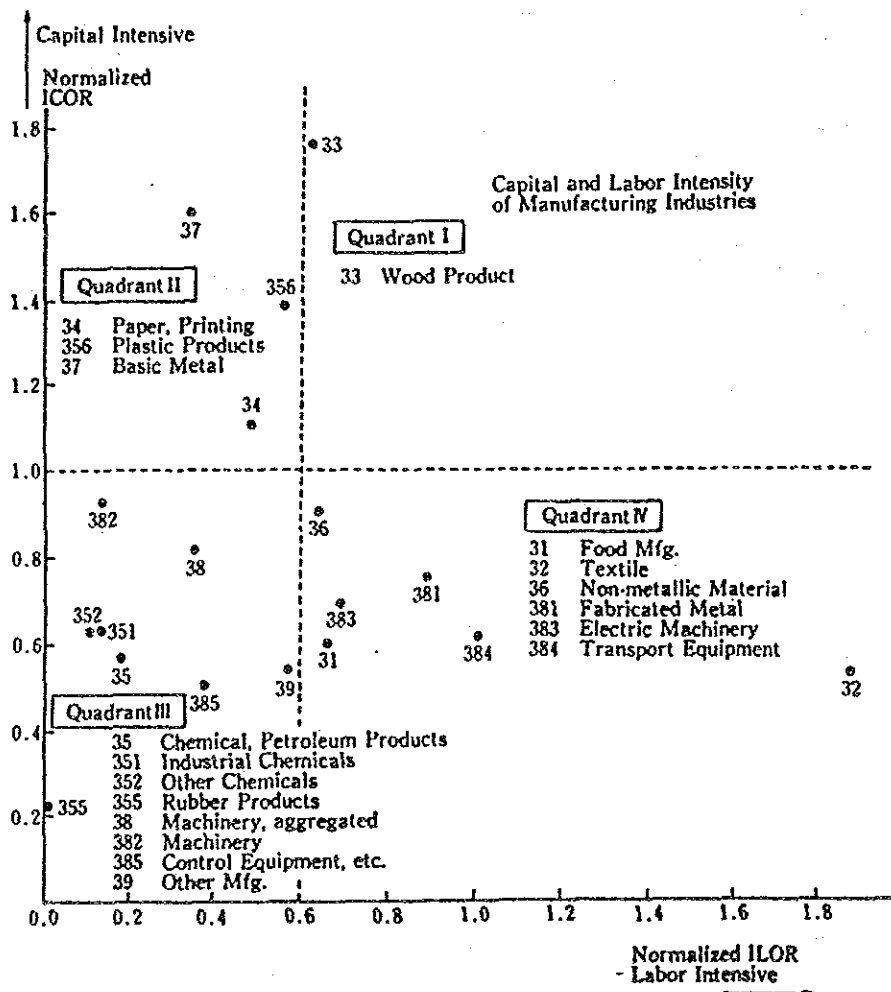 Capital Intensive
Normalized
ICOR
1.8
33
Capital and Labor Intensity
of Manufacturing Industries
1.6
37
Quadrant I
33 Wood Product
Quadrant II
356
1.4
34 Paper, Printing
356 Plastic Products
37 Basic Metal
1.2
34
1.0
382
36
Quadrant IV
31 Food Mfg.
32 Textile
36 Non-metallic Material
381 Fabricated Metal
383 Electric Machinery
384 Transport Equipment
0.8
38
381
383
352
351
0.6
31
384
35
385
39
32
Quadrant III
0.4
35 Chemical, Petroleum Products
351 Industrial Chemicals
352 Other Chemicals
355 Rubber Products
38 Machinery, aggregated
382 Machinery
385 Control Equipment, etc.
39 Other Mfg.
0.2
355
0.0 0.2 0.4 0.6 0.8 1.0 1.2 1.4 1.6 1.8
Normalized ILOR
- Labor Intensive